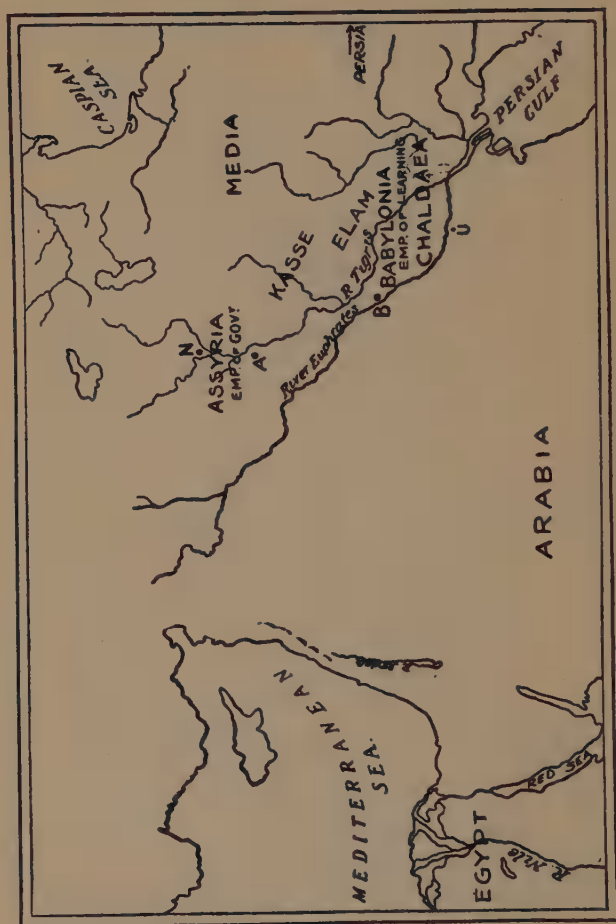 CASPIAN
SEA.
MEDIA
PERSIA
PERSIAN
GULF
KASSE
ELAM
R. Tigris
N
ASSYRIA
EMP. OF GOVT
A
River Euphrates
B
BABYLONIA
EMP. OF LEARNING
CHALDAEA
U
ARABIA
MEDITERRANEAN
SEA.
RED SEA
EGYPT
R. Nile